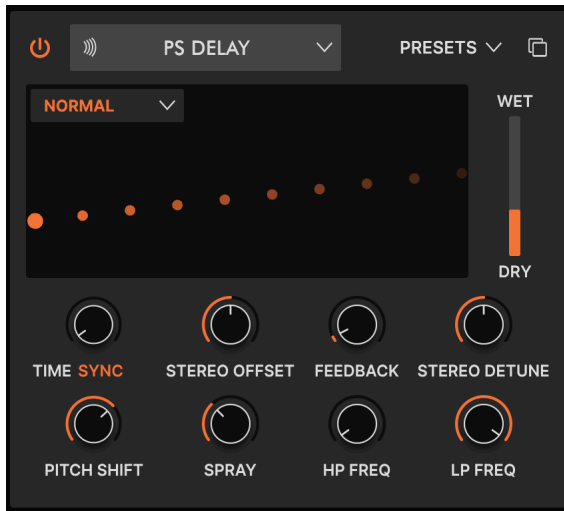 PS DELAY
PRESETS
NORMAL
WET
DRY
TIME SYNC
STEREO OFFSET
FEEDBACK
STEREO DETUNE
PITCH SHIFT
SPRAY
HP FREQ
LP FREQ